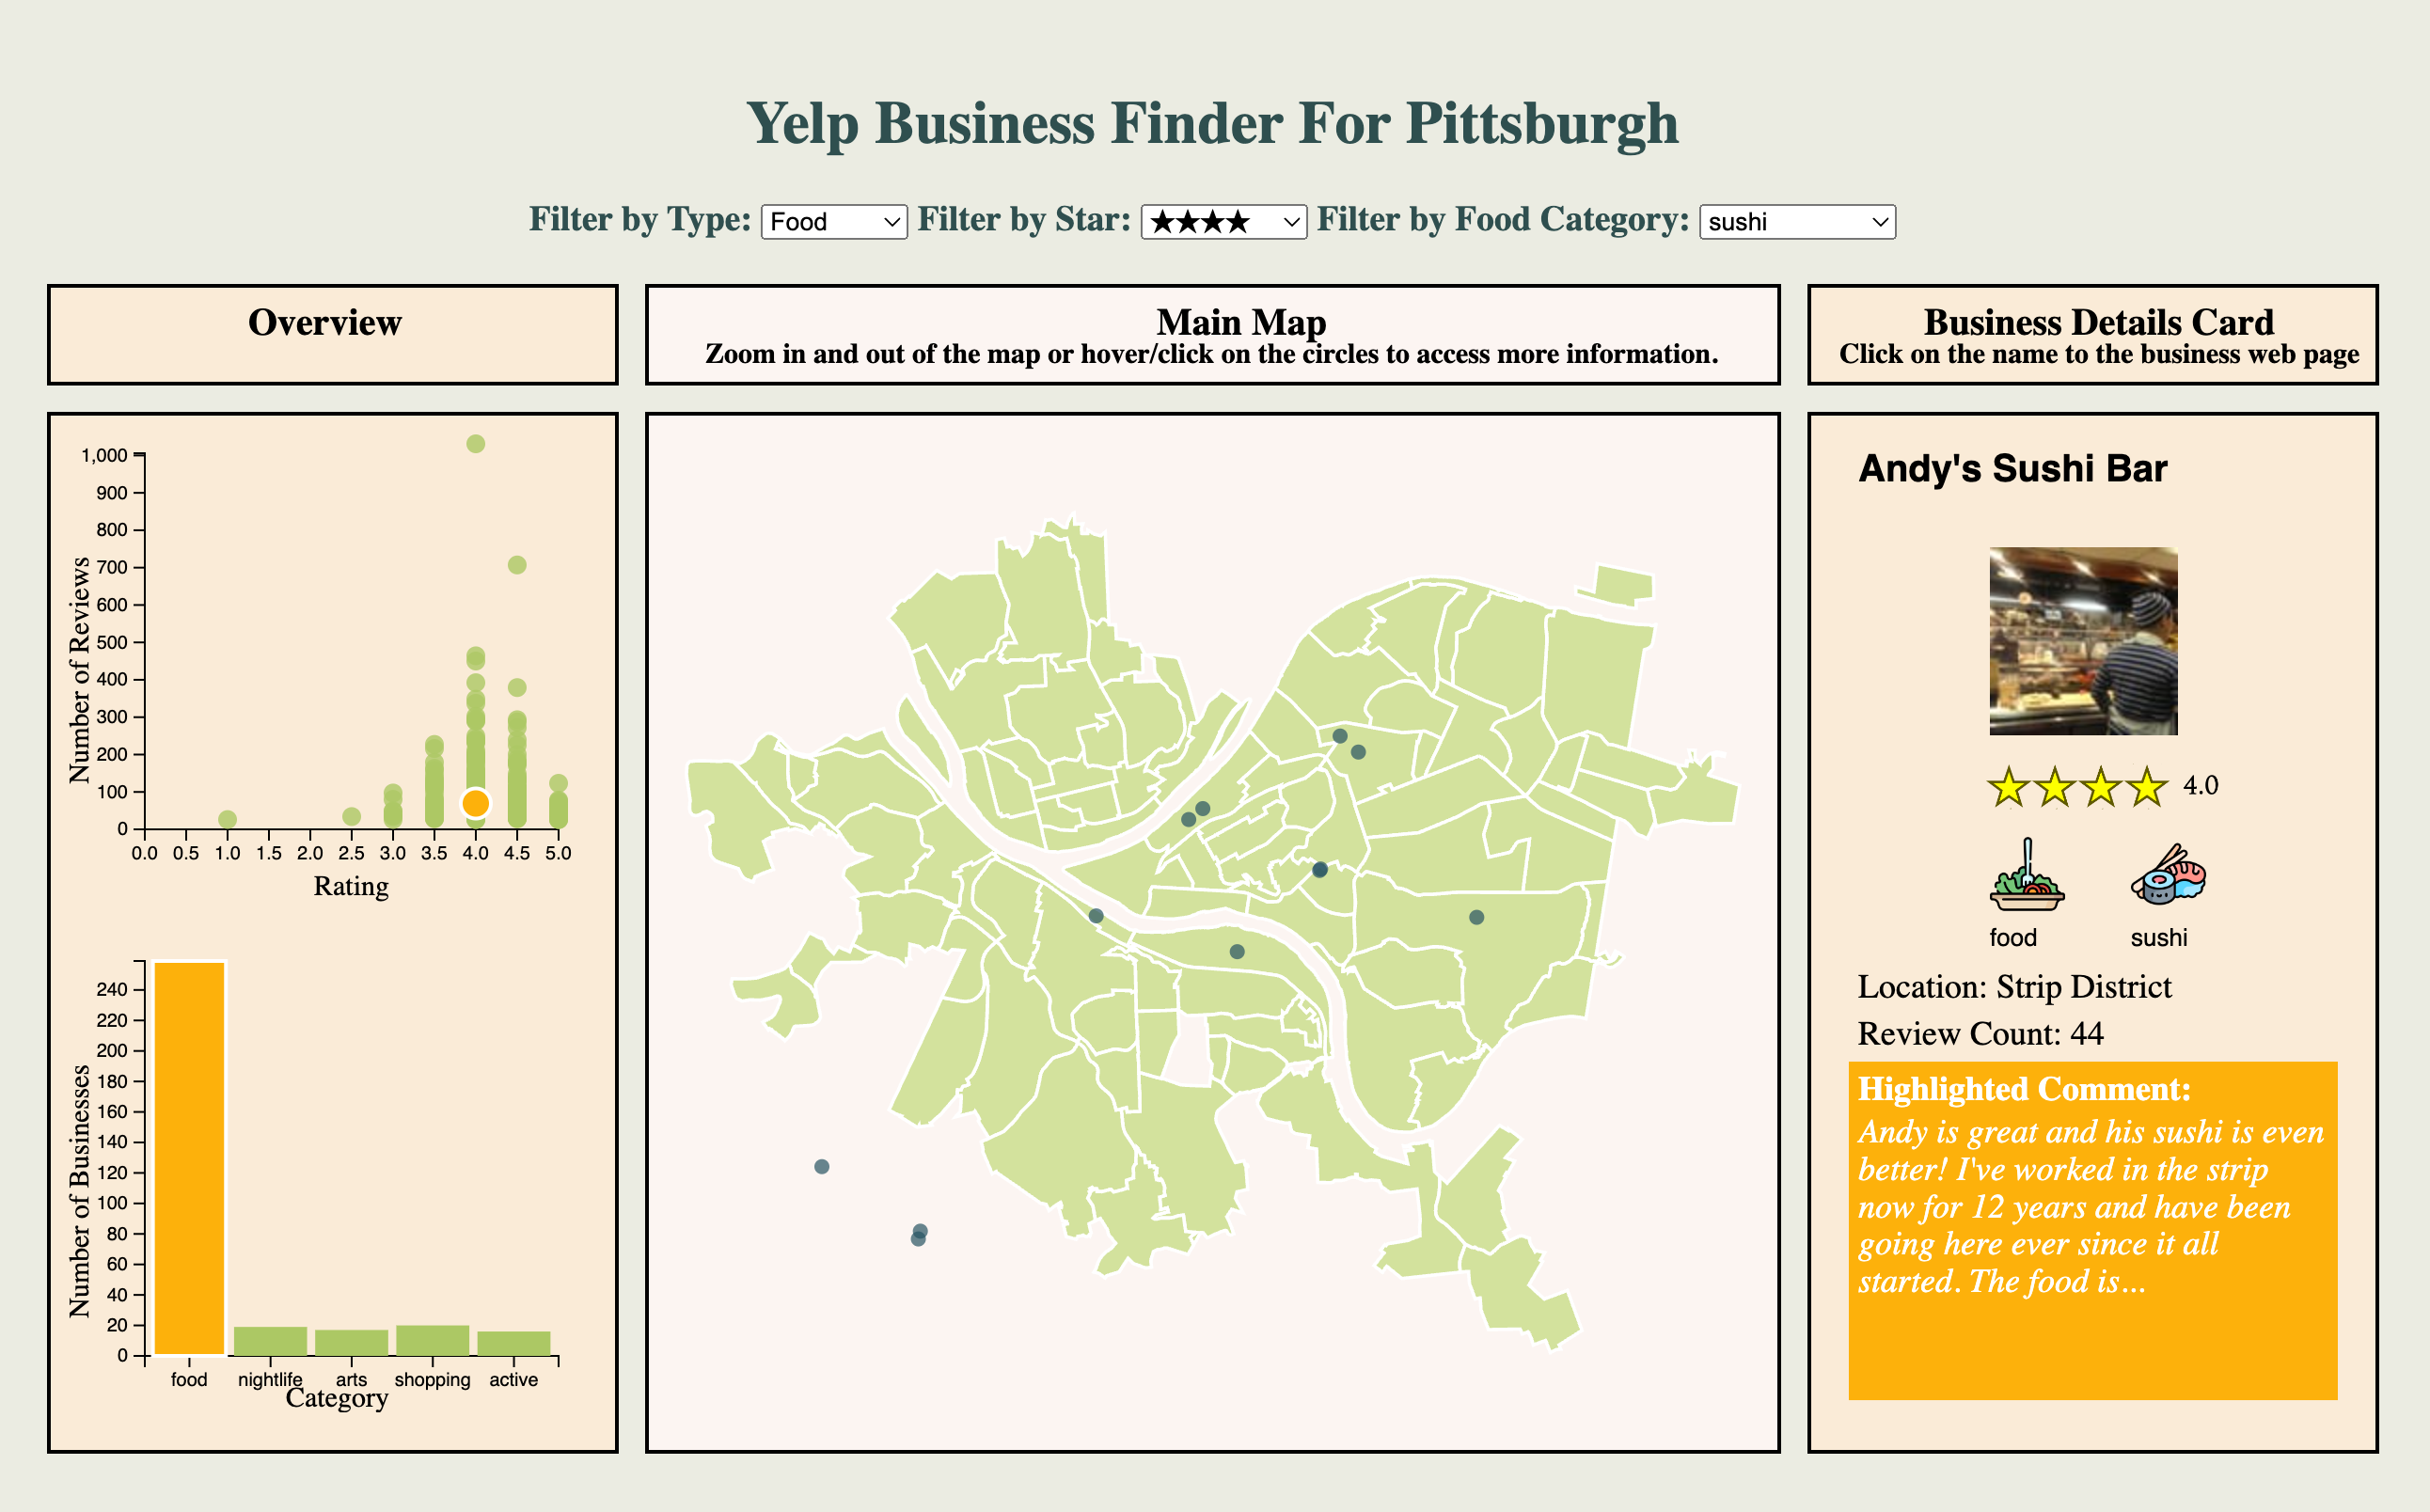 Yelp Business Finder For Pittsburgh
Filter by Type: Food Filter by Star: ★★★★ Filter by Food Category: sushi
Overview
Main Map
Zoom in and out of the map or hover/click on the circles to access more information.
Business Details Card
Click on the name to the business web page
1,000
900
800
700
600
500
400
300
200
100
0
Number of Reviews
0.0 0.5 1.0 1.5 2.0 2.5 3.0 3.5 4.0 4.5 5.0
Rating
240
220
200
180
160
140
120
100
80
60
40
20
0
Number of Businesses
food nightlife arts shopping active
Category
Andy's Sushi Bar
4.0
food sushi
Location: Strip District
Review Count: 44
Highlighted Comment:
Andy is great and his sushi is even
better! I've worked in the strip
now for 12 years and have been
going here ever since it all
started. The food is...